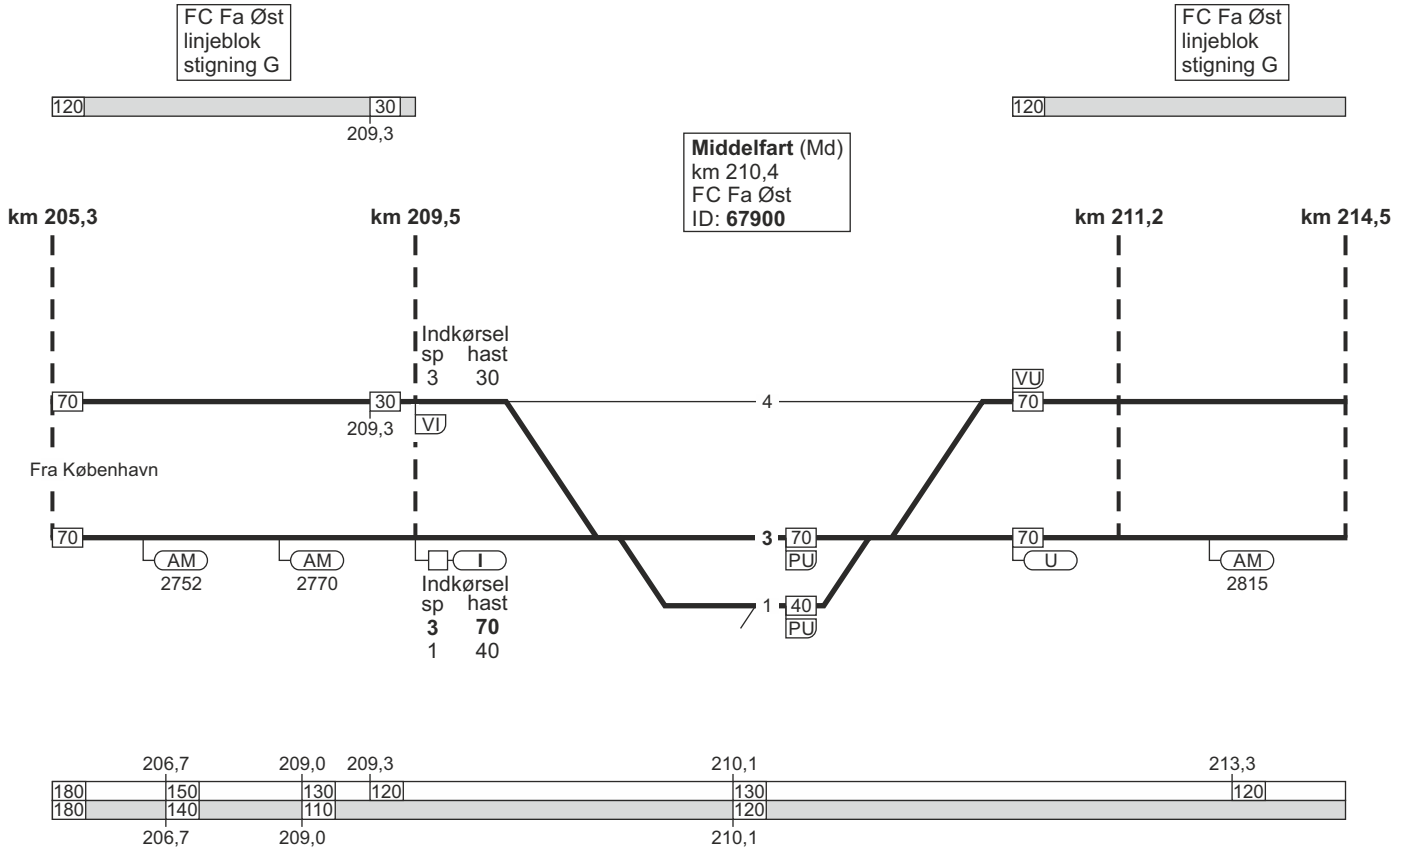 FC Fa Øst
linjeblok
stigning G
FC Fa Øst
linjeblok
stigning G
120 30
120
209,3
Middelfart (Md)
km 210,4
FC Fa Øst
ID: 67900
km 205,3
km 209,5
km 211,2
km 214,5
Indkørsel
sp hast
3 30
VU
70
30
4
70
209,3
VI
Fra København
70
3
70
70
AM
2752
AM
2770
I
PU
U
AM
2815
Indkørsel
sp hast
3 70
1 40
1
40
PU
206,7 209,0 209,3 210,1 213,3
180 150 130 120 130 120
180 140 110 120
206,7 209,0 210,1